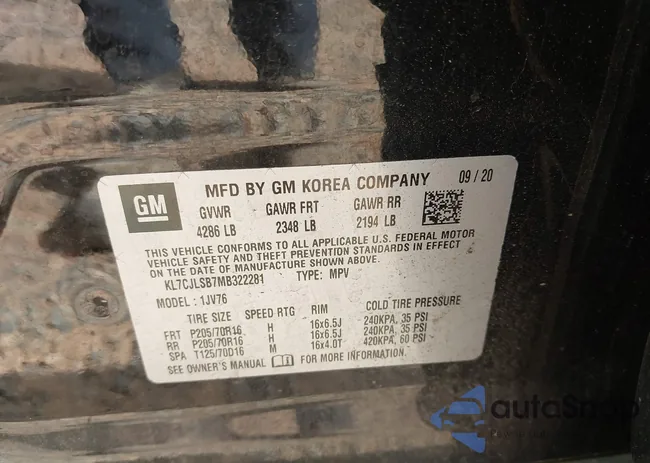 GM
MFD BY GM KOREA COMPANY 09/20
GVWR GAWR FRT GAWR RR
4286 LB 2348 LB 2194 LB
THIS VEHICLE CONFORMS TO ALL APPLICABLE U.S. FEDERAL MOTOR
VEHICLE SAFETY AND THEFT PREVENTION STANDARDS IN EFFECT ON
THE DATE OF MANUFACTURE SHOWN ABOVE.
KL7CJLSB7MB322281 TYPE: MPV
MODEL: 1JV76
TIRE SIZE SPEED RTG RIM COLD TIRE PRESSURE
FRT P205/70R16 H 16x6.5J 240KPA, 35 PSI
RR P205/70R16 H 16x6.5J 240KPA, 35 PSI
SPA T125/70D16 M 16x4.0T 420KPA, 60 PSI
SEE OWNER'S MANUAL FOR MORE INFORMATION